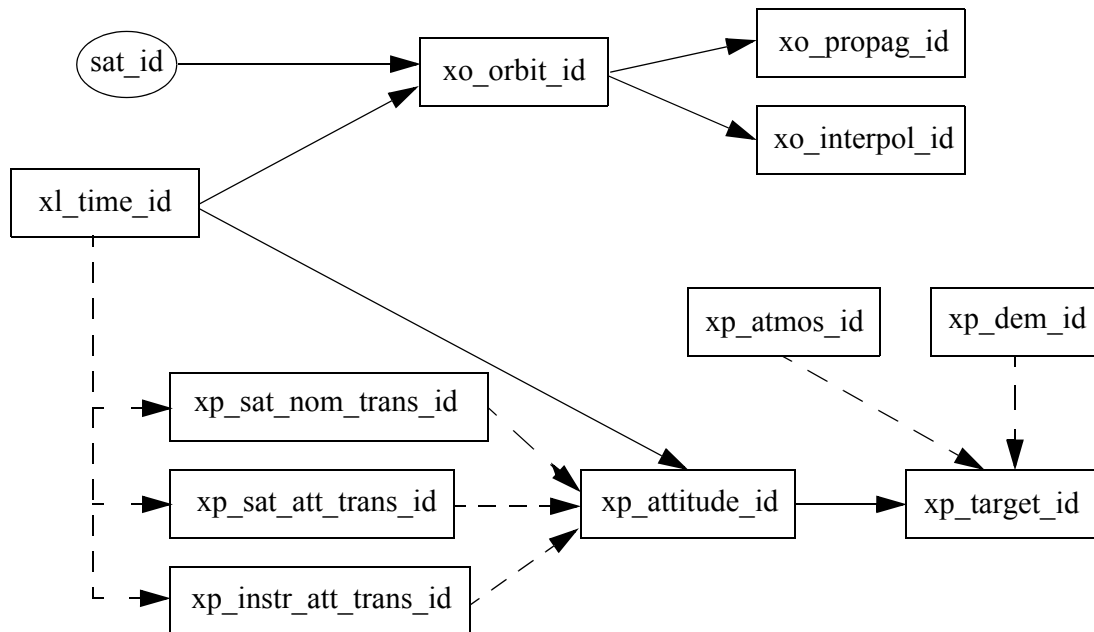 sat_id
xo_orbit_id
xo_propag_id
xo_interpol_id
xl_time_id
xp_atmos_id
xp_dem_id
xp_sat_nom_trans_id
xp_sat_att_trans_id
xp_attitude_id
xp_target_id
xp_instr_att_trans_id